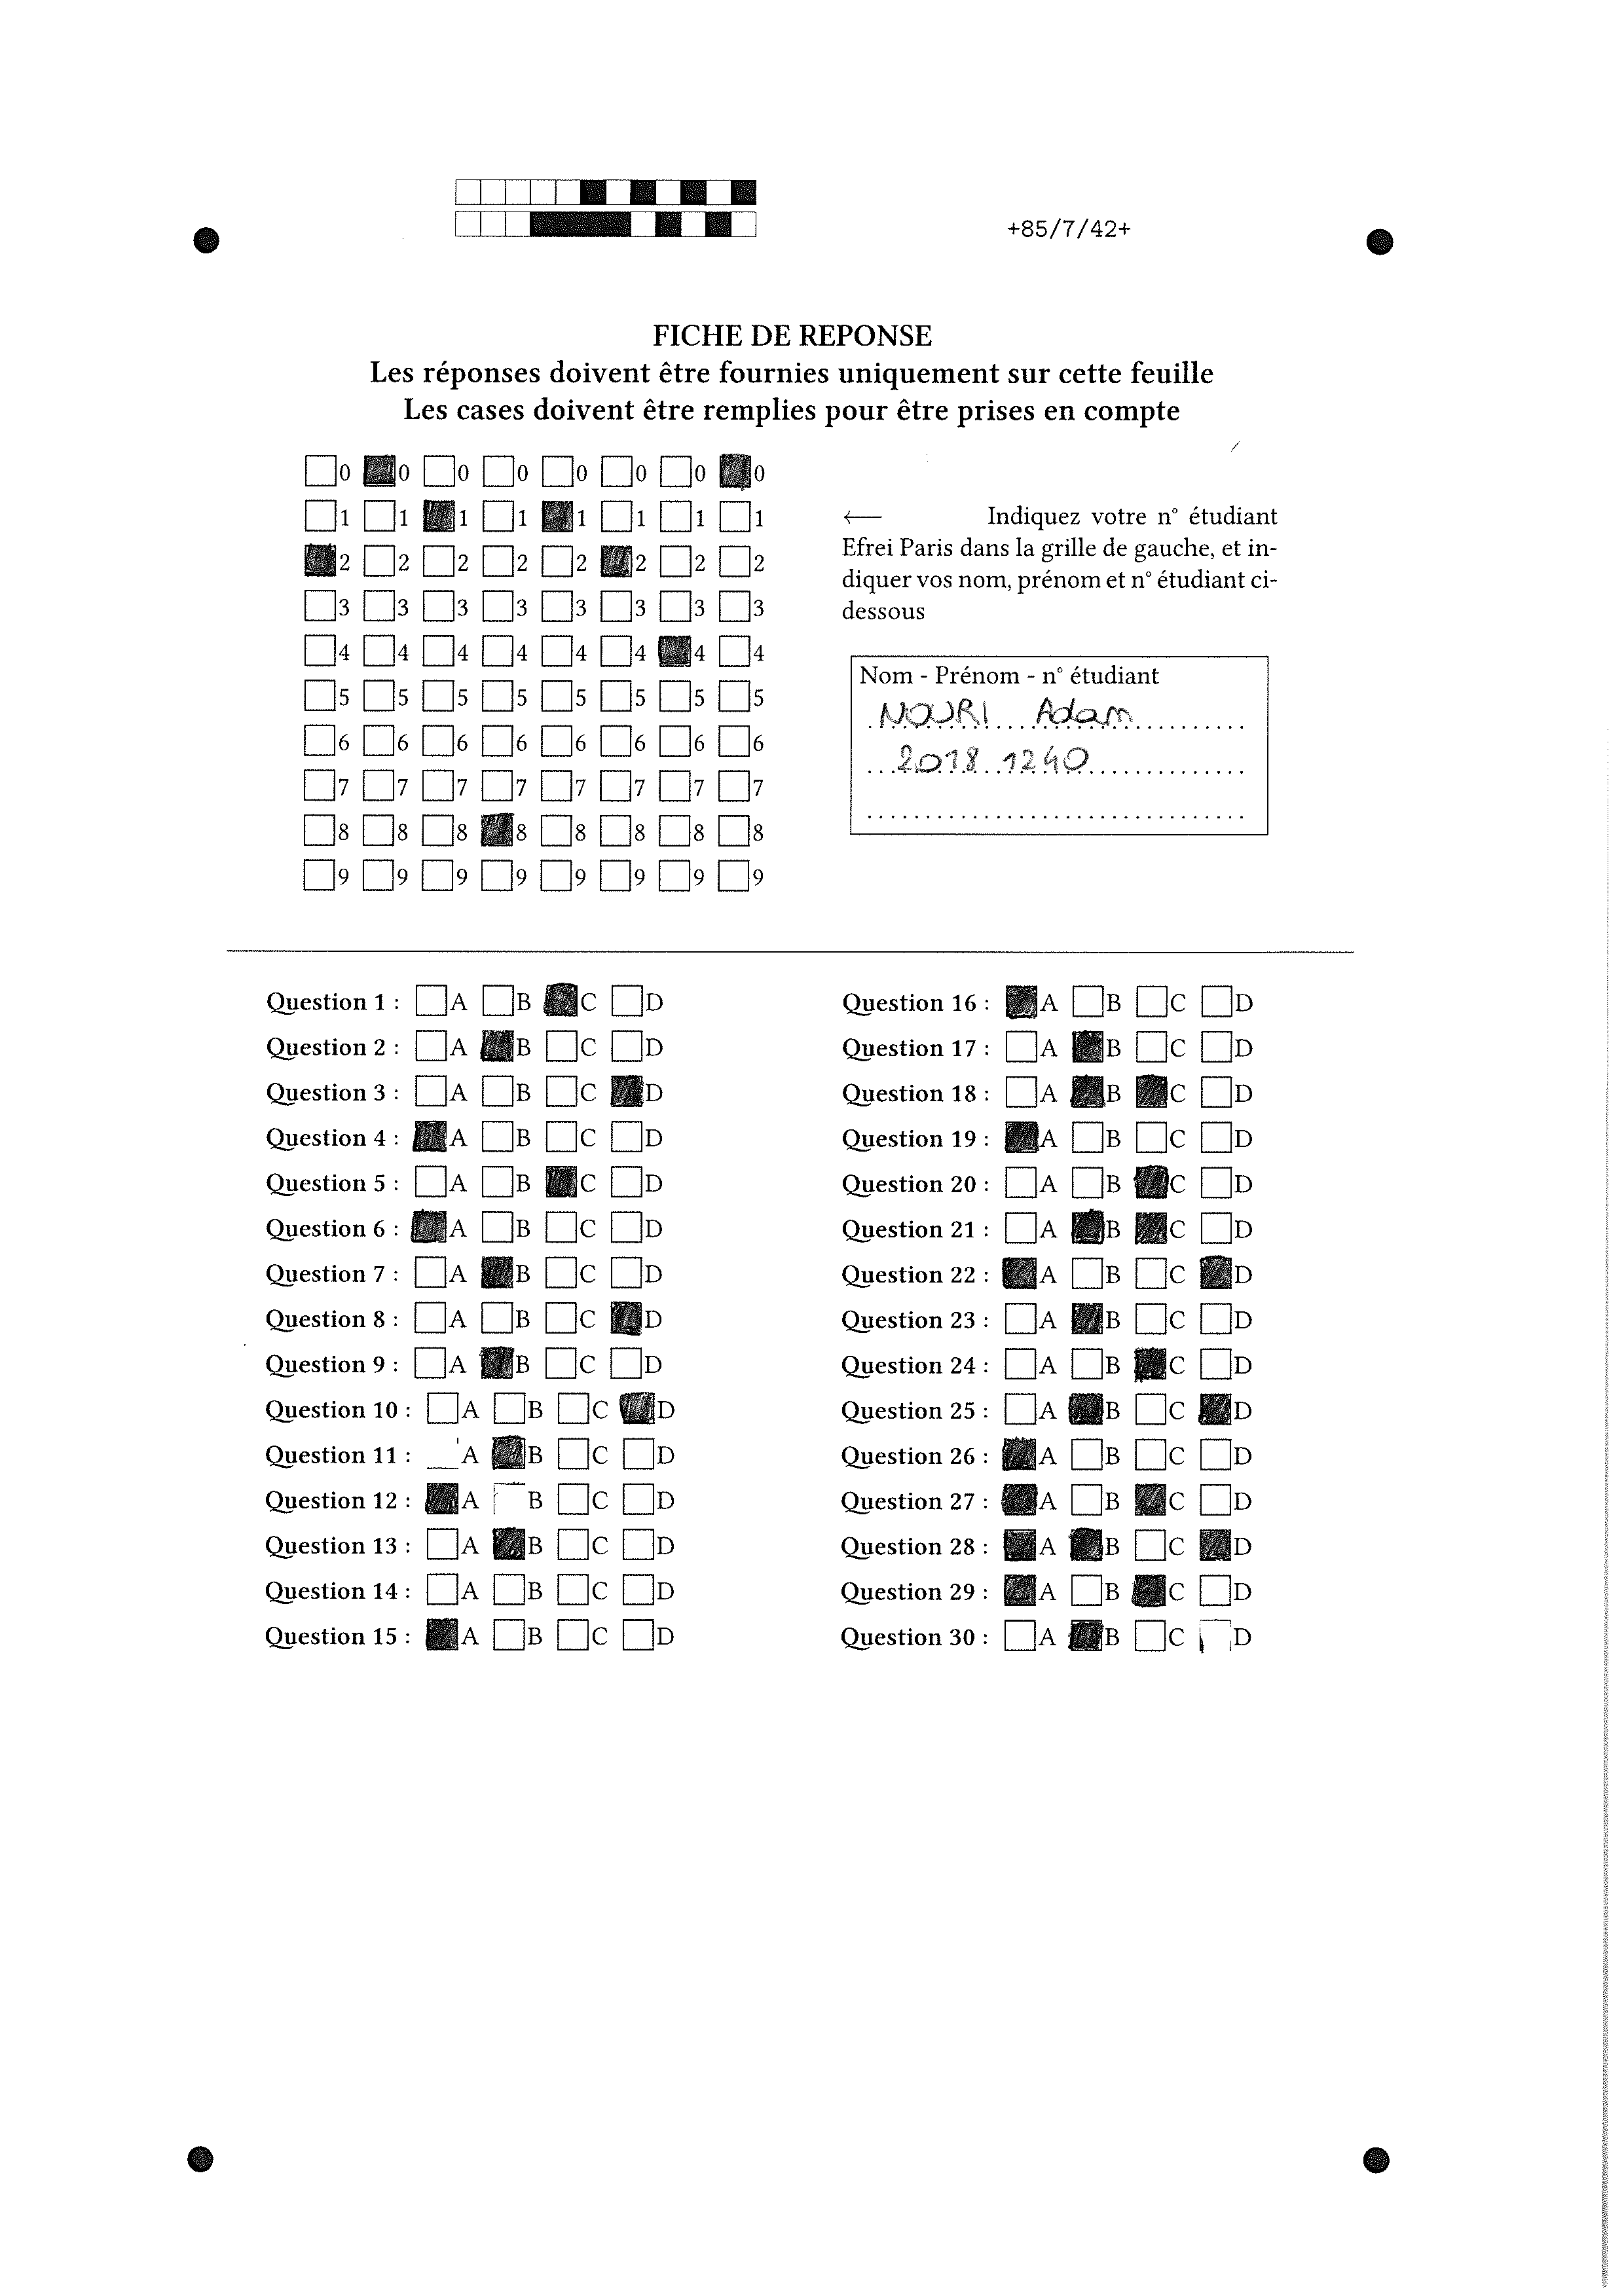 +85/7/42+
FICHE DE REPONSE
Les réponses doivent être fournies uniquement sur cette feuille
Les cases doivent être remplies pour être prises en compte
0 0 0 0 0 0 0 0
1 1 1 1 1 1 1 1
2 2 2 2 2 2 2 2
3 3 3 3 3 3 3 3
4 4 4 4 4 4 4 4
5 5 5 5 5 5 5 5
6 6 6 6 6 6 6 6
7 7 7 7 7 7 7 7
8 8 8 8 8 8 8 8
9 9 9 9 9 9 9 9
← Indiquez votre n° étudiant
Efrei Paris dans la grille de gauche, et in-
diquer vos nom, prénom et n° étudiant ci-
dessous
Nom - Prénom - n° étudiant
NOURI Adam
2018 1240
Question 1 : A B C D
Question 2 : A B C D
Question 3 : A B C D
Question 4 : A B C D
Question 5 : A B C D
Question 6 : A B C D
Question 7 : A B C D
Question 8 : A B C D
Question 9 : A B C D
Question 10 : A B C D
Question 11 : A B C D
Question 12 : A B C D
Question 13 : A B C D
Question 14 : A B C D
Question 15 : A B C D
Question 16 : A B C D
Question 17 : A B C D
Question 18 : A B C D
Question 19 : A B C D
Question 20 : A B C D
Question 21 : A B C D
Question 22 : A B C D
Question 23 : A B C D
Question 24 : A B C D
Question 25 : A B C D
Question 26 : A B C D
Question 27 : A B C D
Question 28 : A B C D
Question 29 : A B C D
Question 30 : A B C D